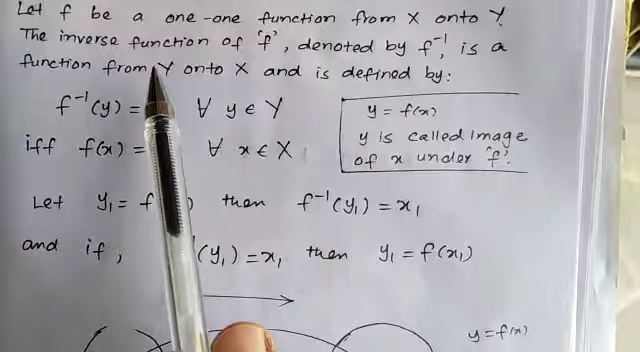 Let f be a one-one function from X onto Y.
The inverse function of 'f', denoted by f⁻¹, is a
function from Y onto X and is defined by:
f⁻¹(y) = ∀ y ∈ Y
iff f(x) = ∀ x ∈ X
y = f(x)
y is called image
of x under 'f'.
Let y₁ = f ) then f⁻¹(y₁) = x₁
and if, (y₁) = x₁ then y₁ = f(x₁)
y = f(x)